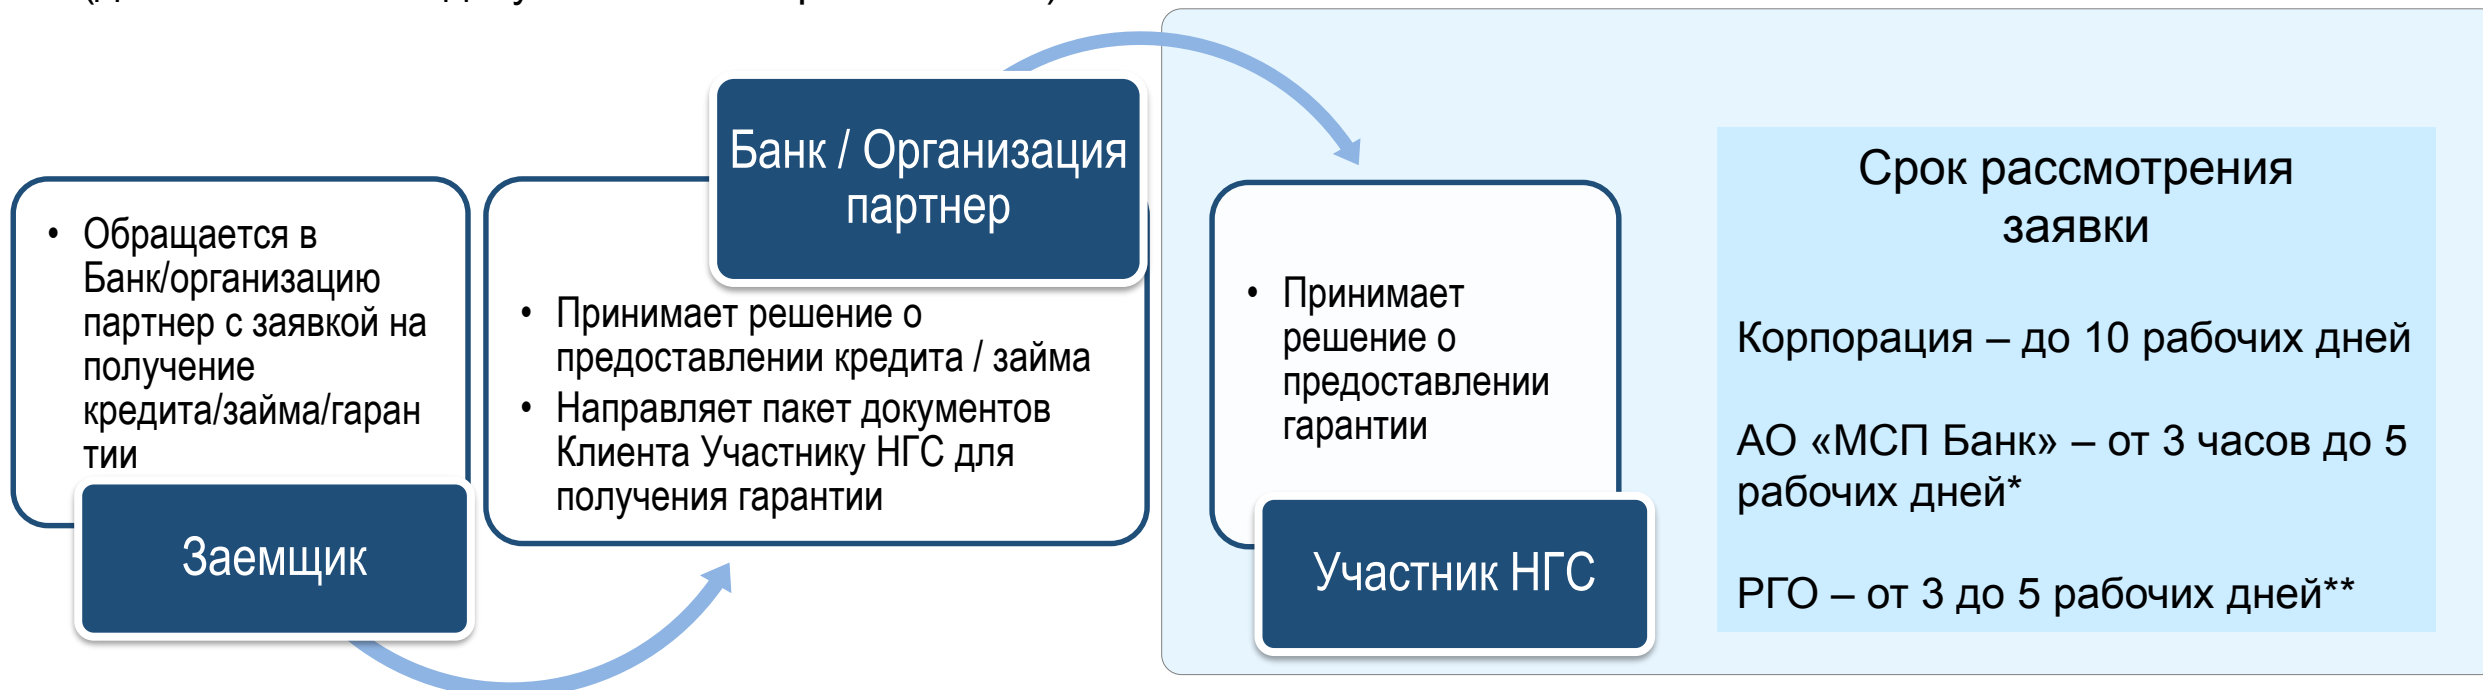 • Обращается в
Банк/организацию
партнер с заявкой на
получение
кредита/займа/гаран
тии
Заемщик
Банк / Организация
партнер
• Принимает решение о
предоставлении кредита / займа
• Направляет пакет документов
Клиента Участнику НГС для
получения гарантии
• Принимает
решение о
предоставлении
гарантии
Участник НГС
Срок рассмотрения
заявки
Корпорация – до 10 рабочих дней
АО «МСП Банк» – от 3 часов до 5
рабочих дней*
РГО – от 3 до 5 рабочих дней**